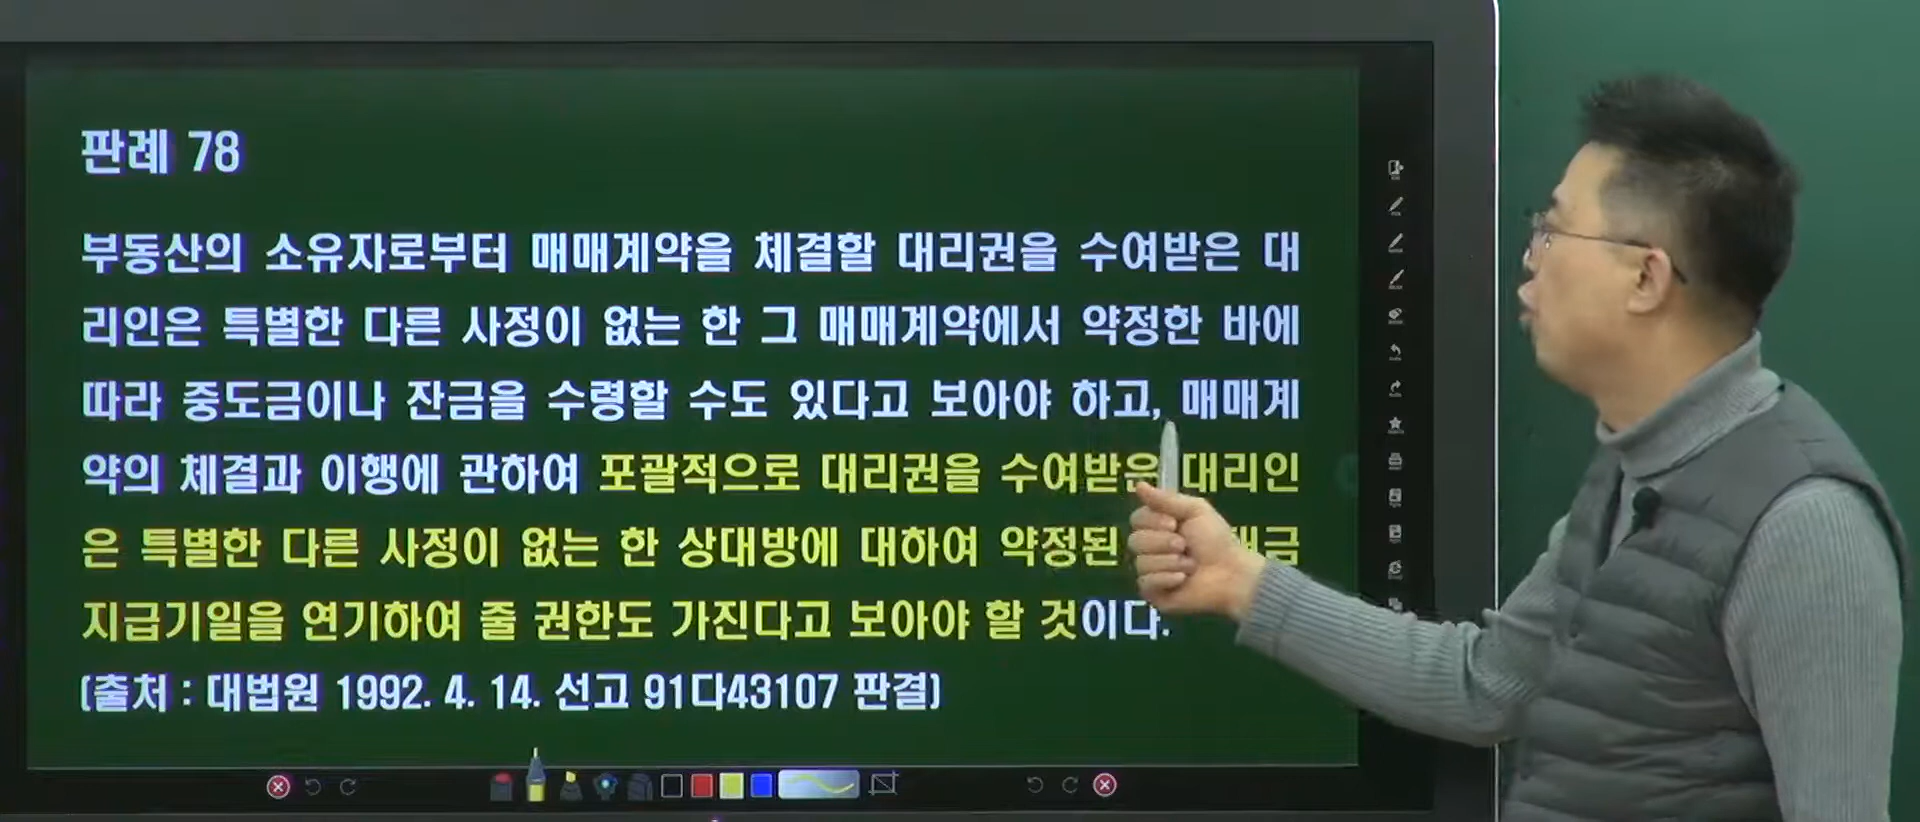 판례 78
부동산의 소유자로부터 매매계약을 체결할 대리권을 수여받은 대
리인은 특별한 다른 사정이 없는 한 그 매매계약에서 약정한 바에
따라 중도금이나 잔금을 수령할 수도 있다고 보아야 하고, 매매계
약의 체결과 이행에 관하여 포괄적으로 대리권을 수여받은 대리인
은 특별한 다른 사정이 없는 한 상대방에 대하여 약정된
지급기일을 연기하여 줄 권한도 가진다고 보아야 할 것이다.
(출처 : 대법원 1992. 4. 14. 선고 91다43107 판결)